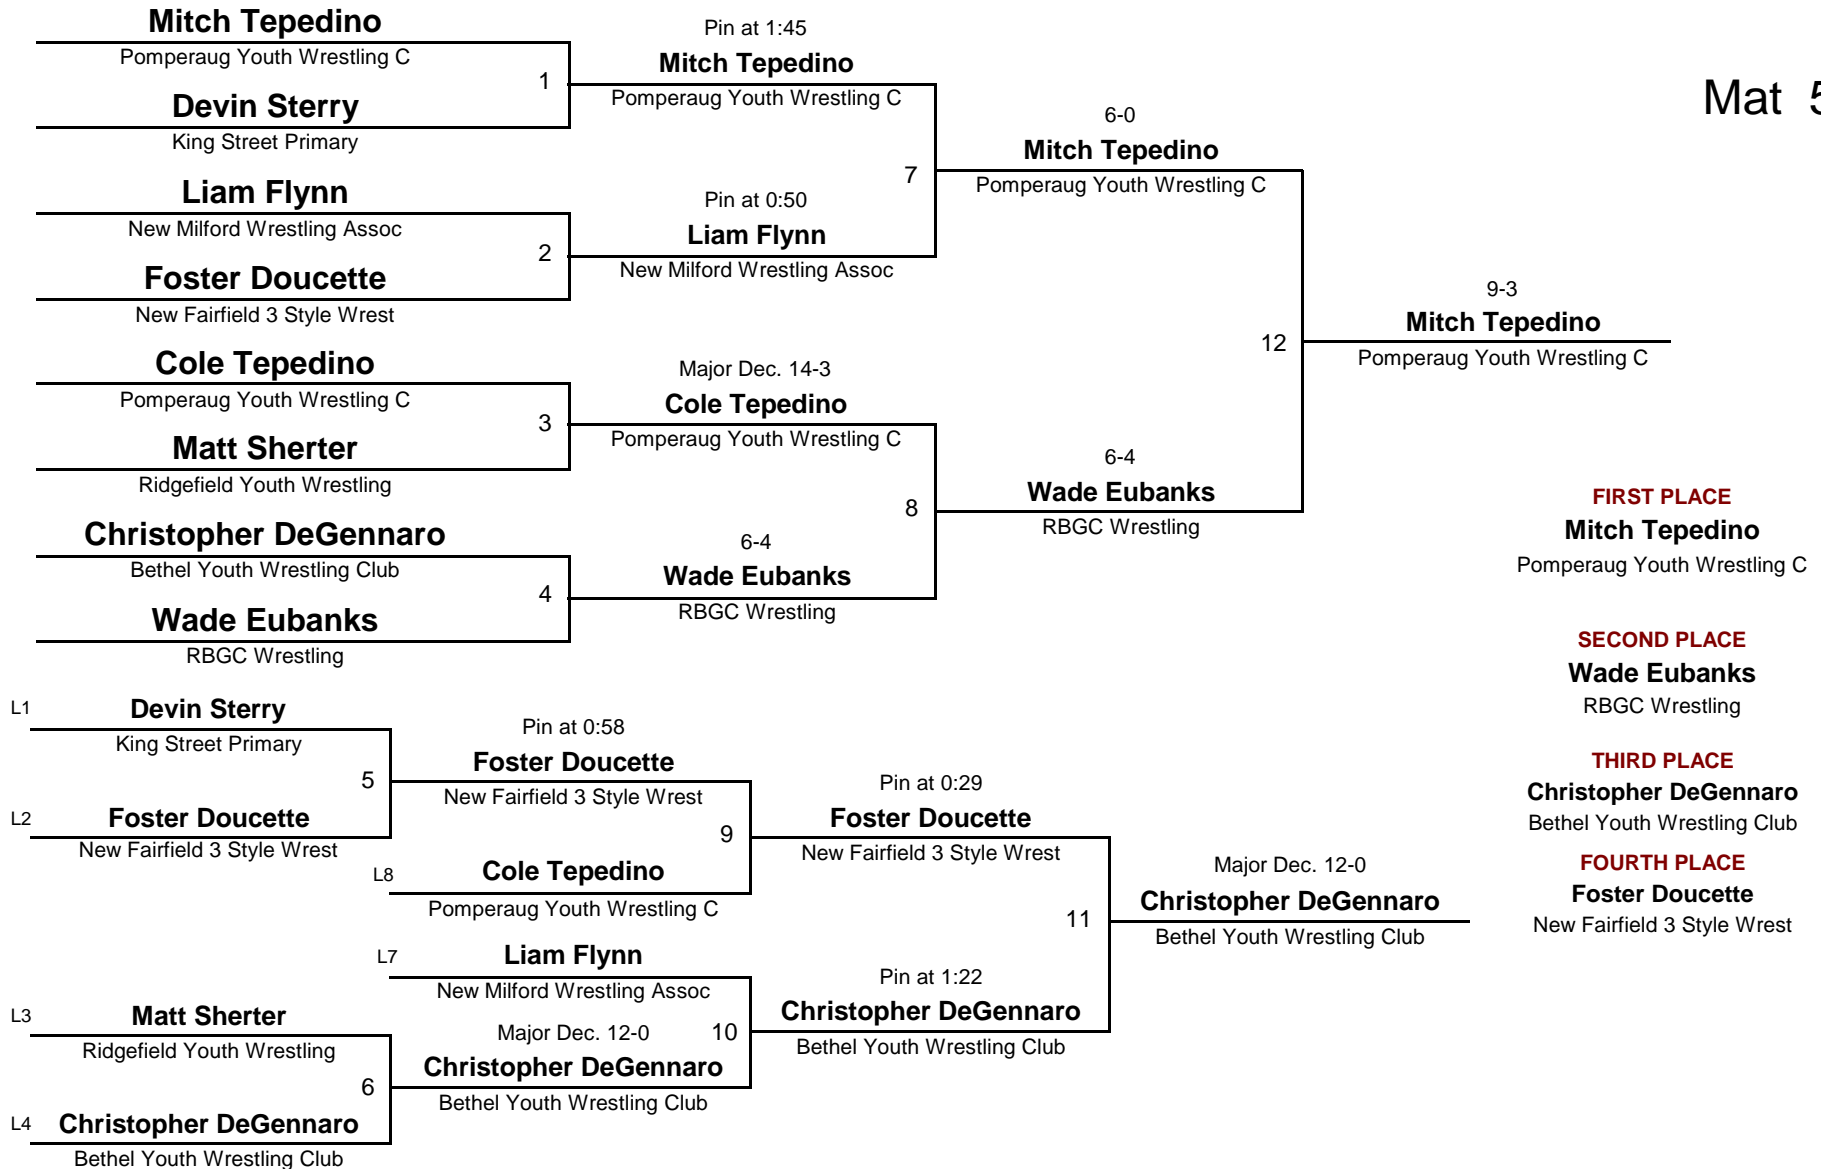 Mitch Tepedino
Pomperaug Youth Wrestling C
1
Devin Sterry
King Street Primary
Liam Flynn
New Milford Wrestling Assoc
2
Foster Doucette
New Fairfield 3 Style Wrest
Cole Tepedino
Pomperaug Youth Wrestling C
3
Matt Sherter
Ridgefield Youth Wrestling
Christopher DeGennaro
Bethel Youth Wrestling Club
4
Wade Eubanks
RBGC Wrestling
Pin at 1:45
Mitch Tepedino
Pomperaug Youth Wrestling C
7
Pin at 0:50
Liam Flynn
New Milford Wrestling Assoc
Major Dec. 14-3
Cole Tepedino
Pomperaug Youth Wrestling C
8
6-4
Wade Eubanks
RBGC Wrestling
6-0
Mitch Tepedino
Pomperaug Youth Wrestling C
12
6-4
Wade Eubanks
RBGC Wrestling
9-3
Mitch Tepedino
Pomperaug Youth Wrestling C
Mat 5
FIRST PLACE
Mitch Tepedino
Pomperaug Youth Wrestling C
SECOND PLACE
Wade Eubanks
RBGC Wrestling
THIRD PLACE
Christopher DeGennaro
Bethel Youth Wrestling Club
FOURTH PLACE
Foster Doucette
New Fairfield 3 Style Wrest
L1
Devin Sterry
King Street Primary
5
L2
Foster Doucette
New Fairfield 3 Style Wrest
L3
Matt Sherter
Ridgefield Youth Wrestling
6
L4
Christopher DeGennaro
Bethel Youth Wrestling Club
Pin at 0:58
Foster Doucette
New Fairfield 3 Style Wrest
9
L8
Cole Tepedino
Pomperaug Youth Wrestling C
L7
Liam Flynn
New Milford Wrestling Assoc
10
Major Dec. 12-0
Christopher DeGennaro
Bethel Youth Wrestling Club
Pin at 0:29
Foster Doucette
New Fairfield 3 Style Wrest
11
Pin at 1:22
Christopher DeGennaro
Bethel Youth Wrestling Club
Major Dec. 12-0
Christopher DeGennaro
Bethel Youth Wrestling Club